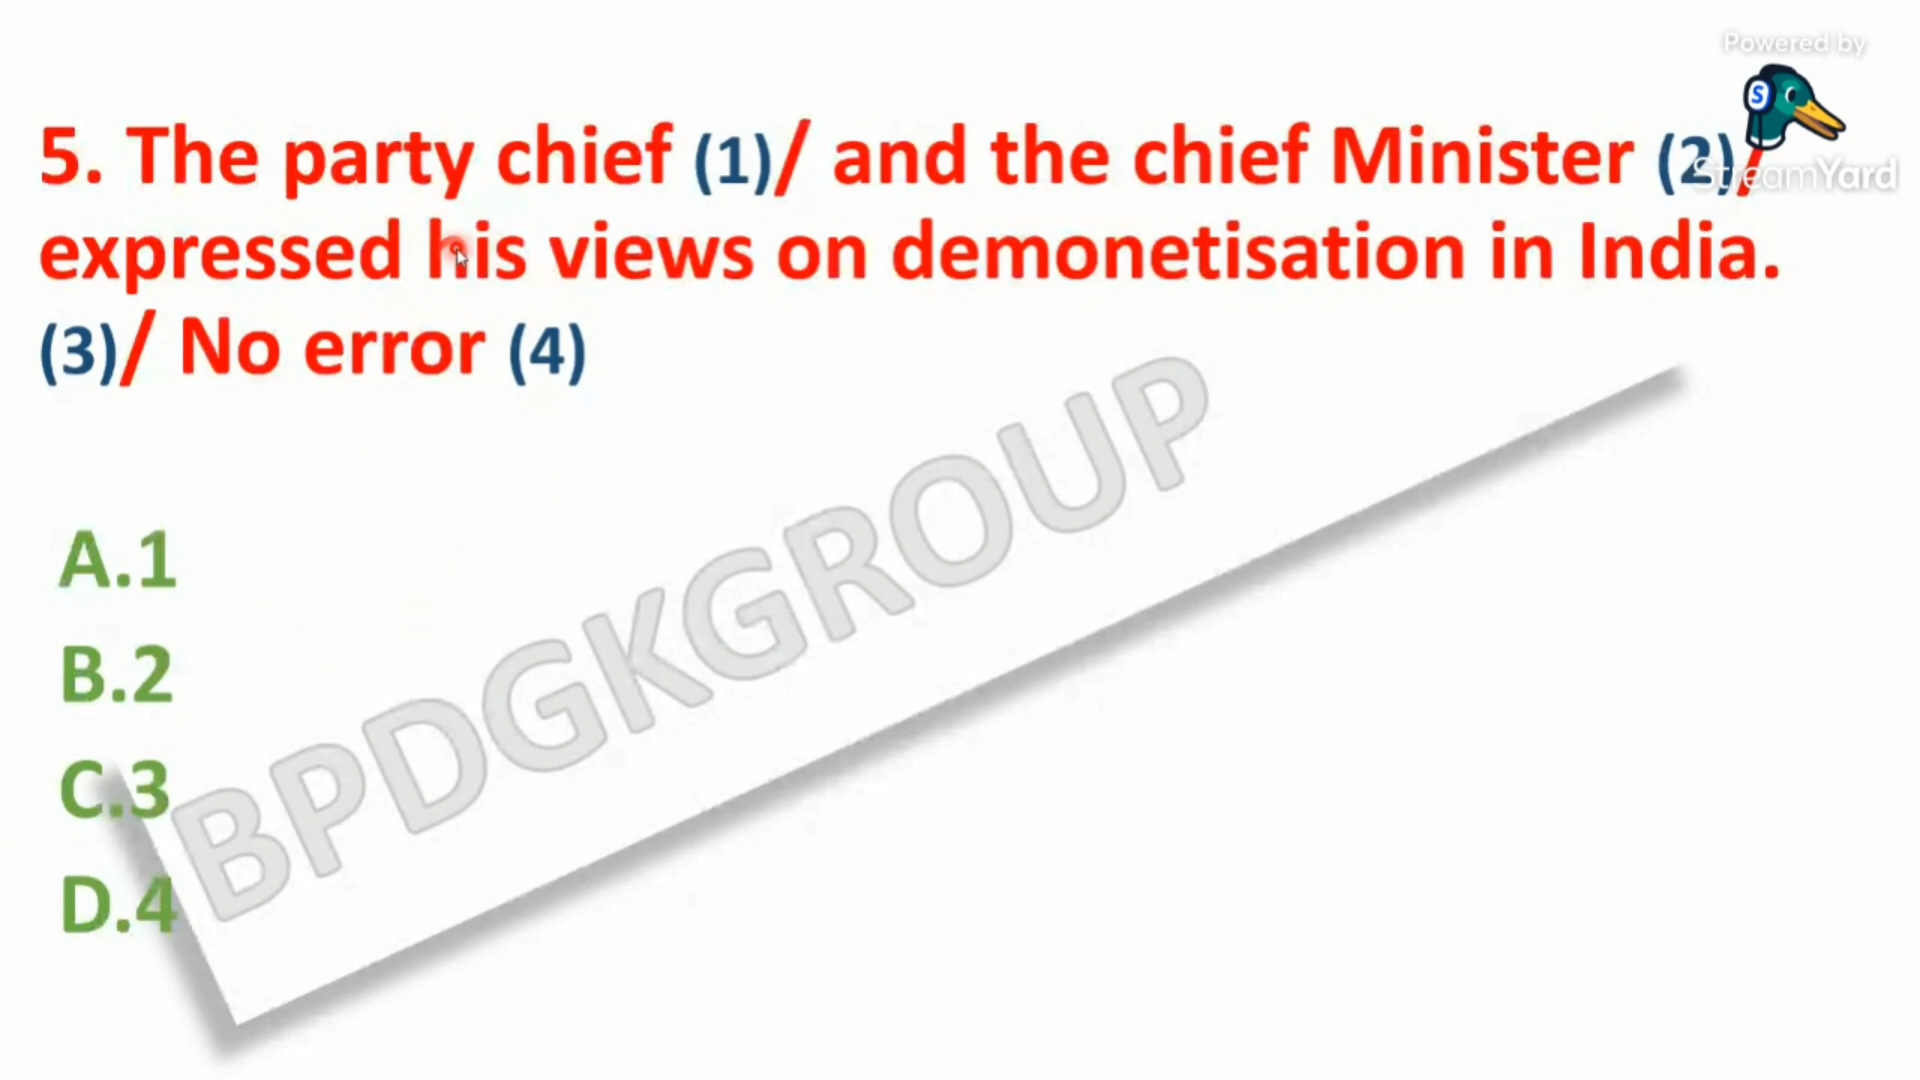 Powered by
StreamYard
5. The party chief (1)/ and the chief Minister (2)/
expressed his views on demonetisation in India.
(3)/ No error (4)
A.1
B.2
C.3
D.4
BPDGKGROUP